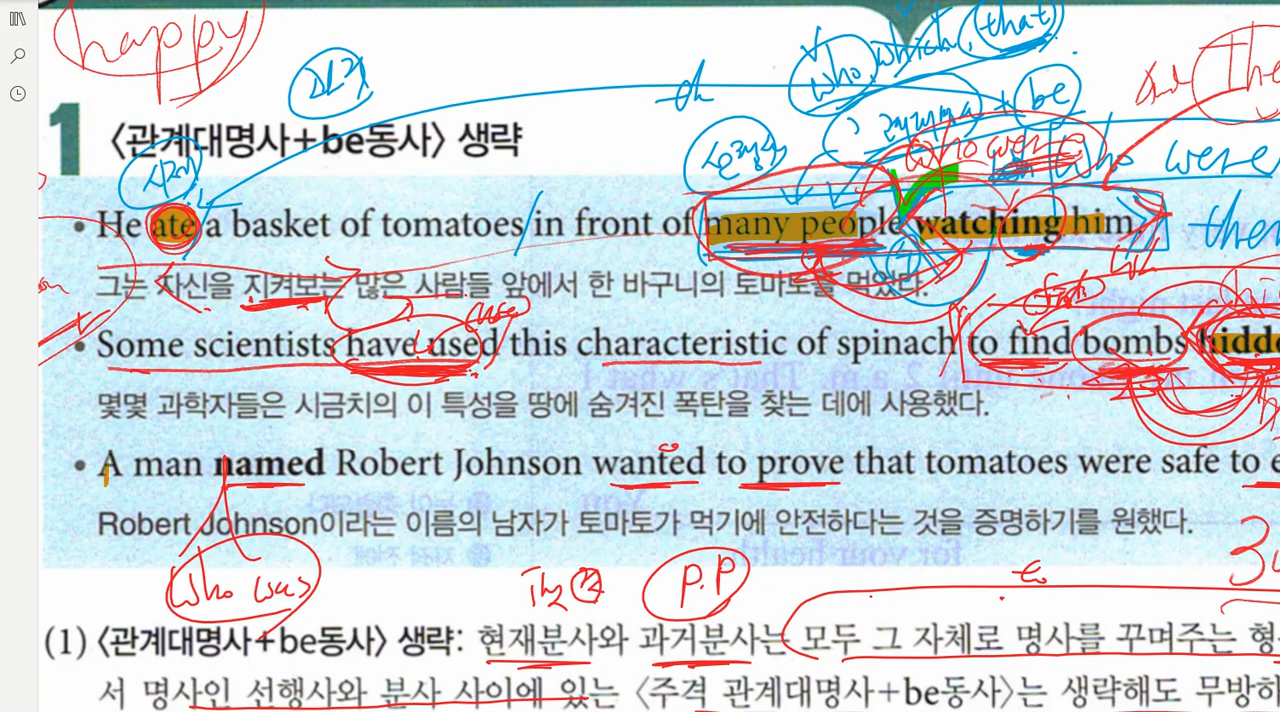 happy
과거
who, which, that
the
시제
선행사
+ be
who were
who were
1
〈관계대명사+be동사〉 생략
• He ate a basket of tomatoes in front of many people watching him.
그는 자신을 지켜보는 많은 사람들 앞에서 한 바구니의 토마토를 먹었다.
• Some scientists have used this characteristic of spinach to find bombs hidde
몇몇 과학자들은 시금치의 이 특성을 땅에 숨겨진 폭탄을 찾는 데에 사용했다.
• A man named Robert Johnson wanted to prove that tomatoes were safe to e
Robert Johnson이라는 이름의 남자가 토마토가 먹기에 안전하다는 것을 증명하기를 원했다.
who was
p.p
(1) 〈관계대명사+be동사〉 생략: 현재분사와 과거분사는 모두 그 자체로 명사를 꾸며주는 형
서 명사인 선행사와 분사 사이에 있는 〈주격 관계대명사+be동사〉는 생략해도 무방하